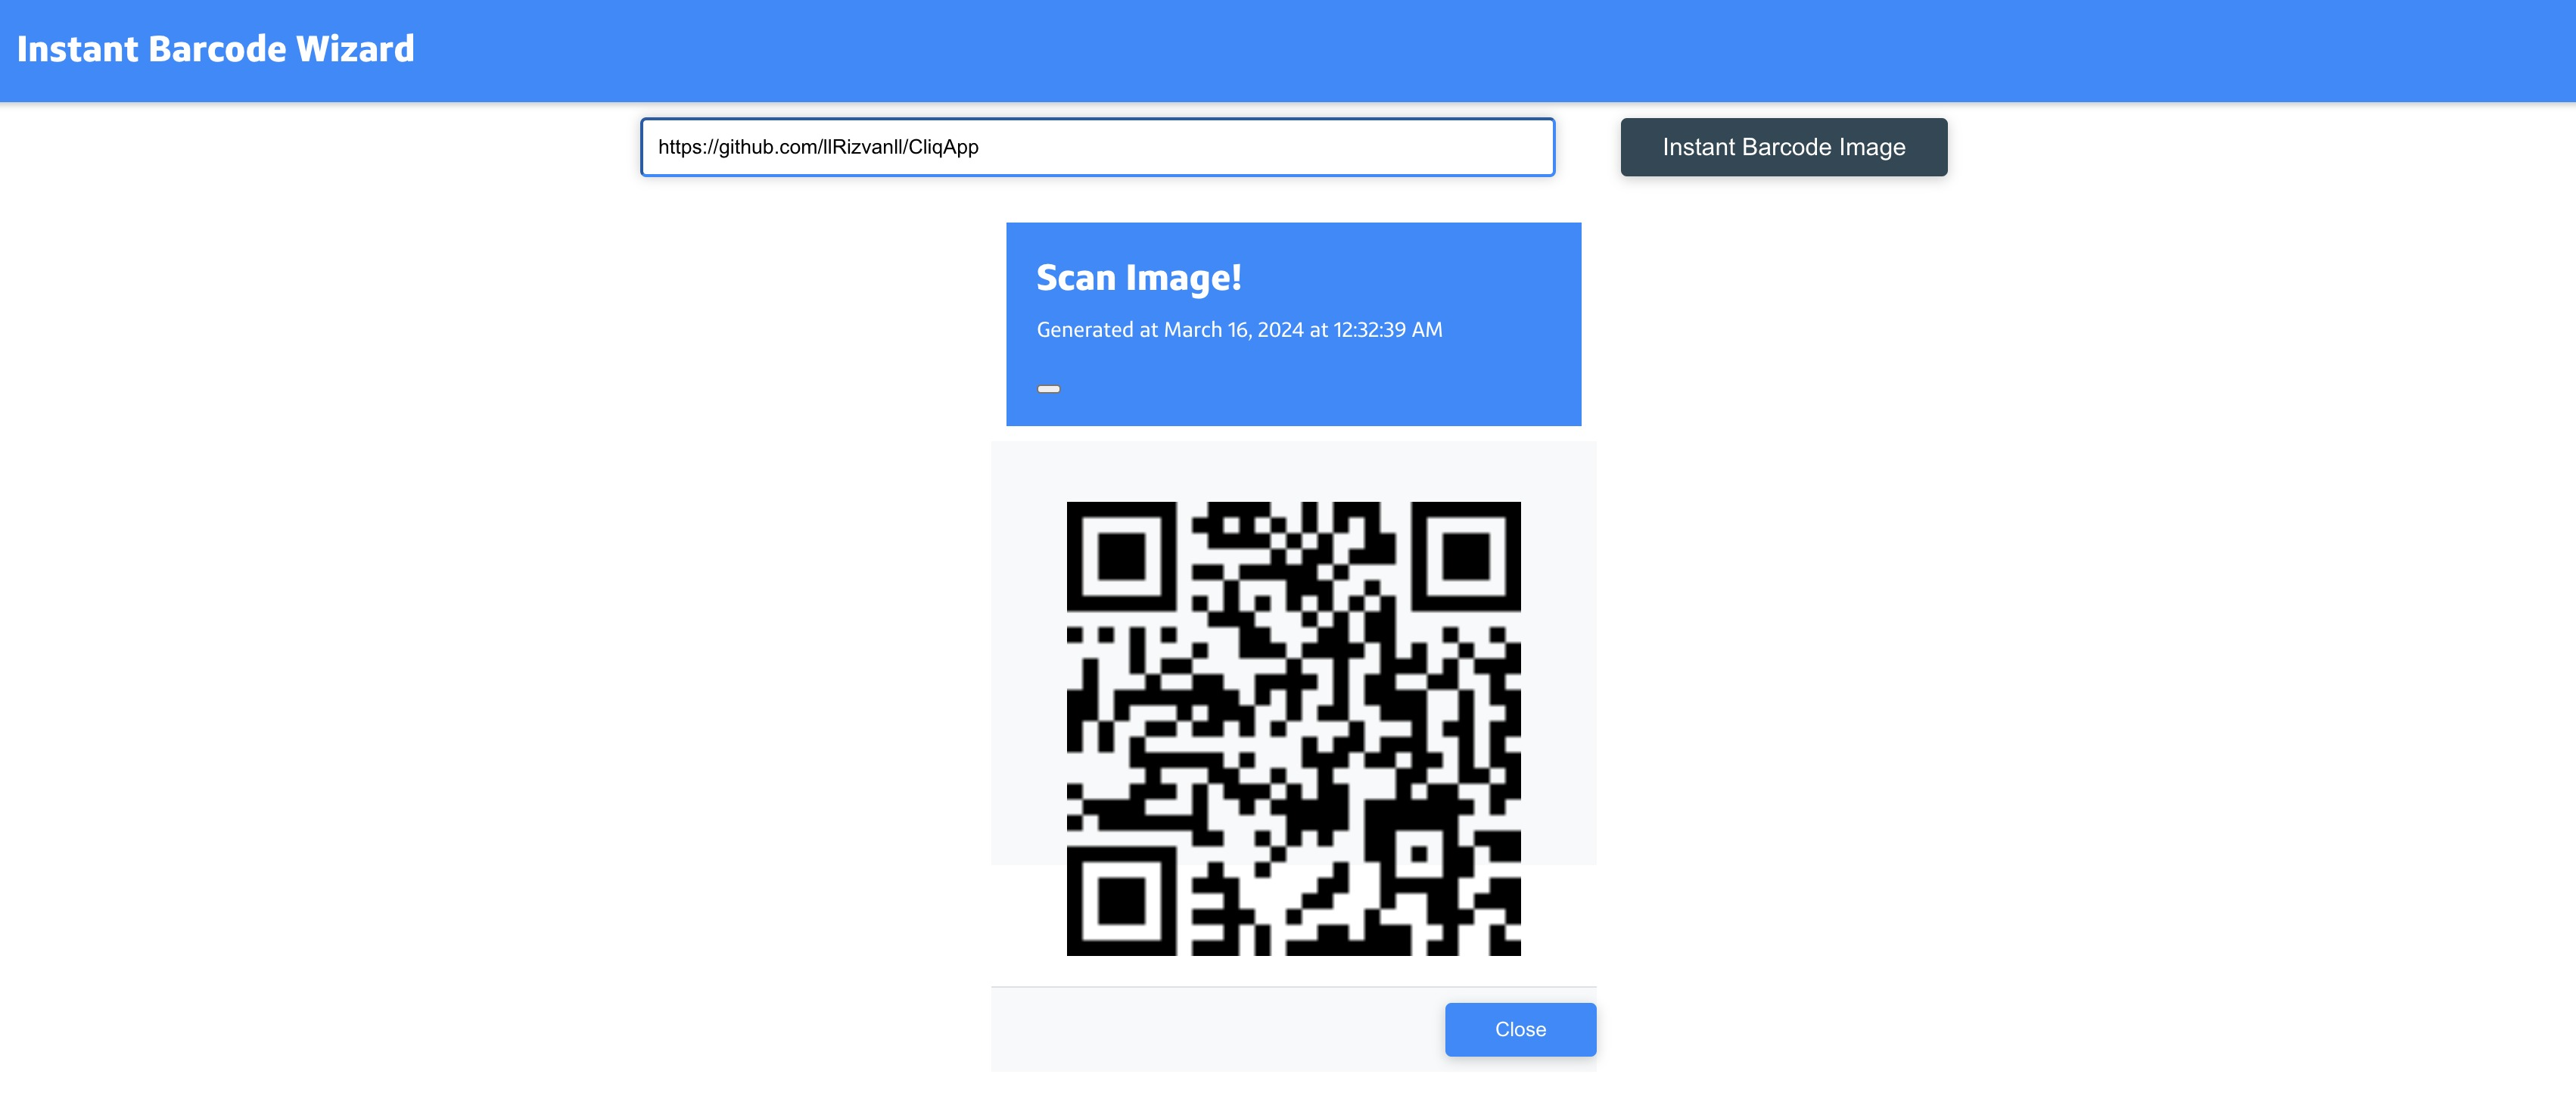 Instant Barcode Wizard
https://github.com/llRizvanll/CliqApp
Instant Barcode Image
Scan Image!
Generated at March 16, 2024 at 12:32:39 AM
Close